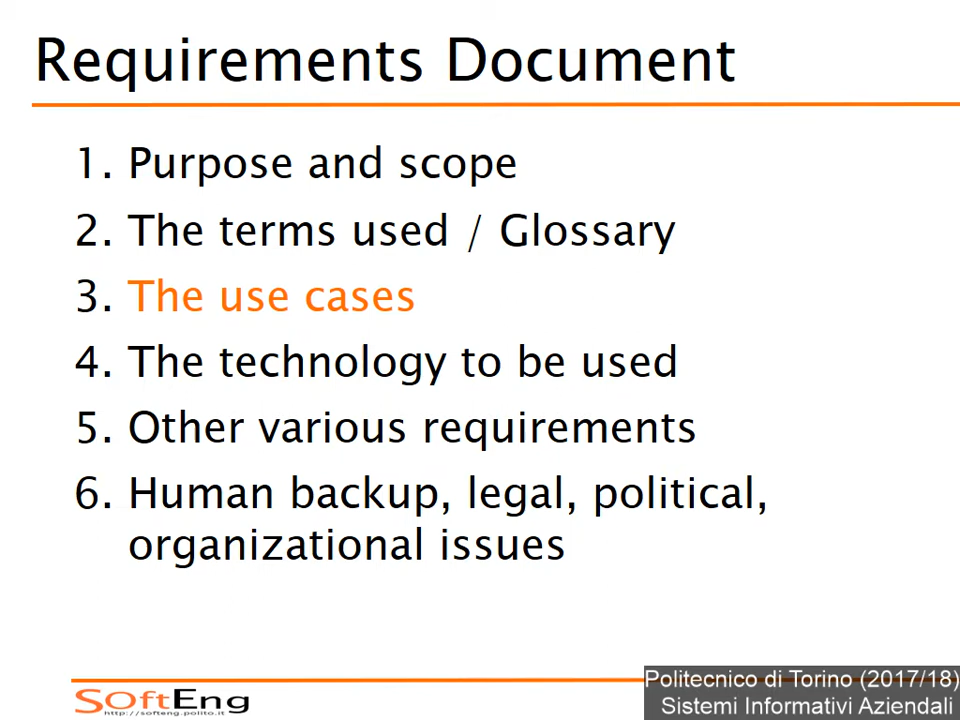 Requirements Document
1. Purpose and scope
2. The terms used / Glossary
3. The use cases
4. The technology to be used
5. Other various requirements
6. Human backup, legal, political,
organizational issues
SOftEng
http://softeng.polito.it
Politecnico di Torino (2017/18)
Sistemi Informativi Aziendali